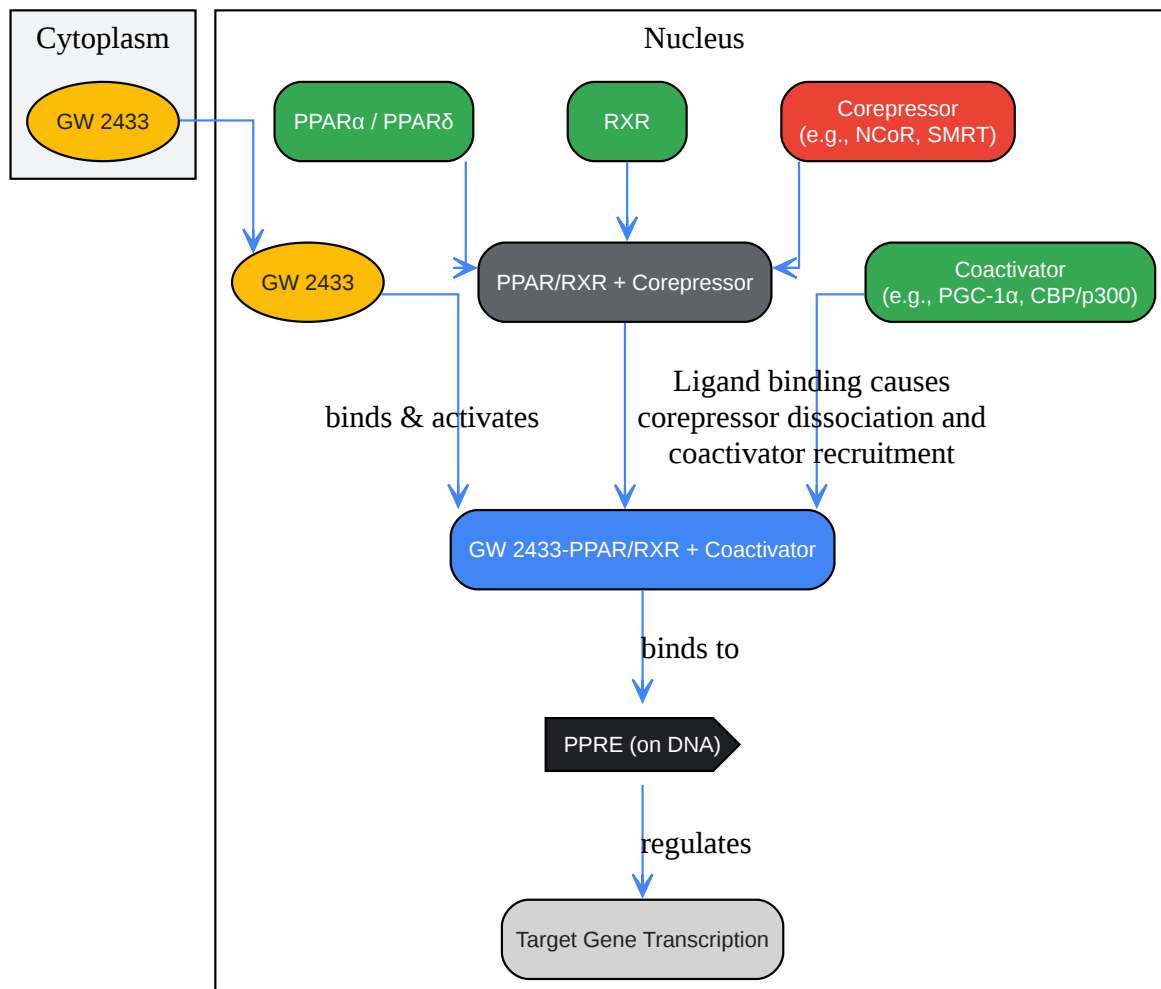 Cytoplasm
Nucleus
GW 2433
PPARα / PPARδ
RXR
Corepressor
(e.g., NCoR, SMRT)
GW 2433
PPAR/RXR + Corepressor
Coactivator
(e.g., PGC-1α, CBP/p300)
binds & activates
Ligand binding causes
corepressor dissociation and
coactivator recruitment
GW 2433-PPAR/RXR + Coactivator
binds to
PPRE (on DNA)
regulates
Target Gene Transcription